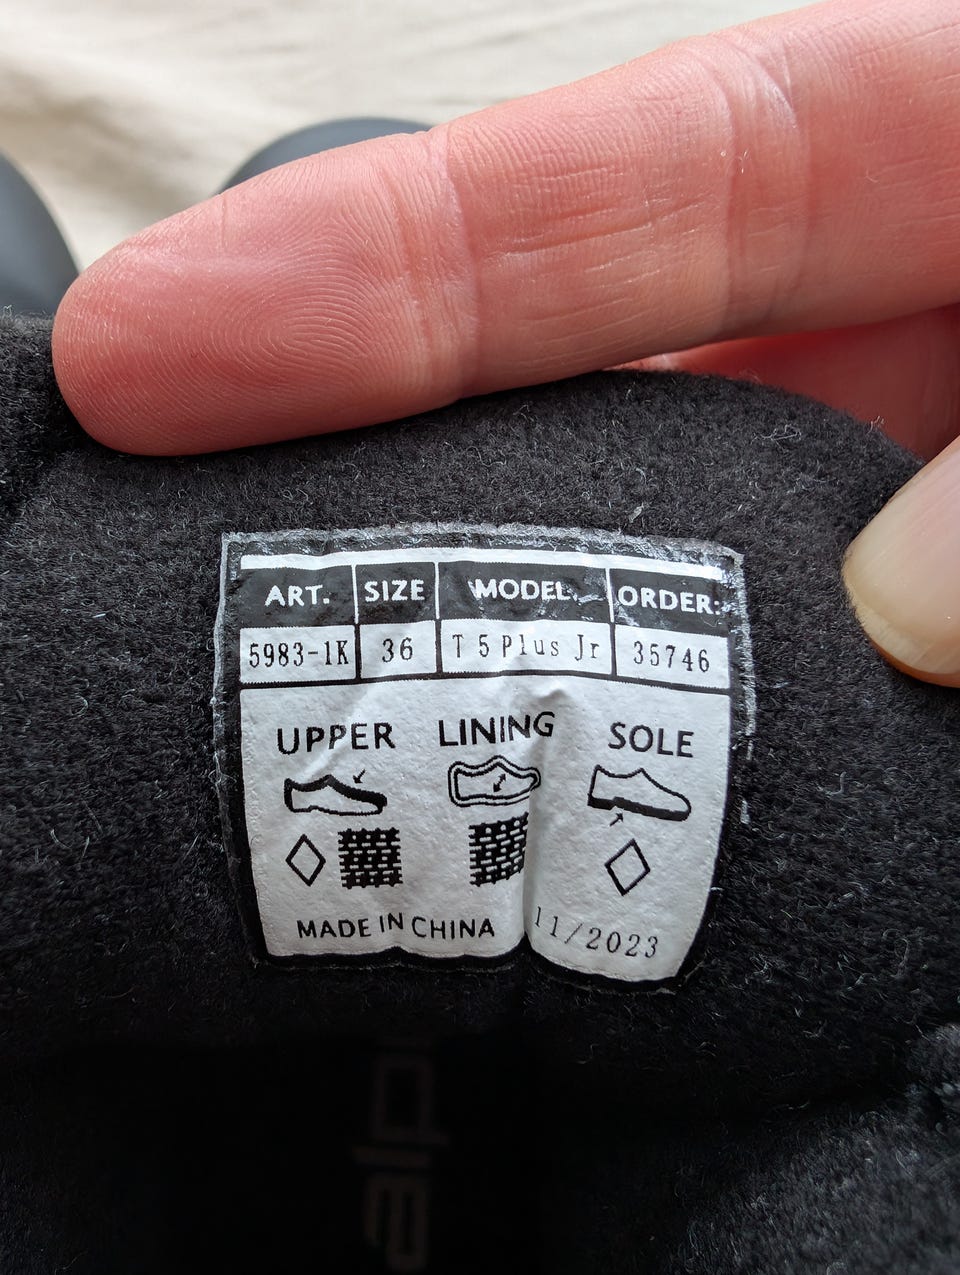 ART. SIZE MODEL. ORDER:
5983-1K 36 T 5 Plus Jr 35746
UPPER LINING SOLE
MADE IN CHINA 11/2023